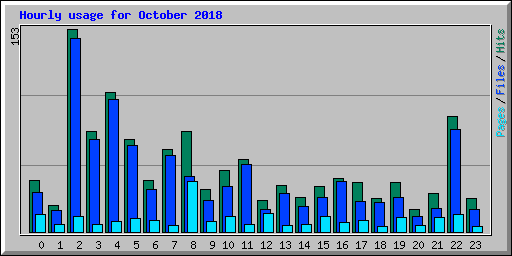 Hourly usage for October 2018
153
Pages/Files/Hits
0 1 2 3 4 5 6 7 8 9 10 11 12 13 14 15 16 17 18 19 20 21 22 23